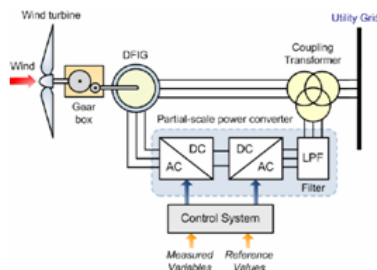 Wind turbine
Utility Grid
DFIG
Coupling
Transformer
Wind
Gear
box
Partial-scale power converter
DC
AC
DC
AC
LPF
Filter
Control System
Measured
Variables
Reference
Values